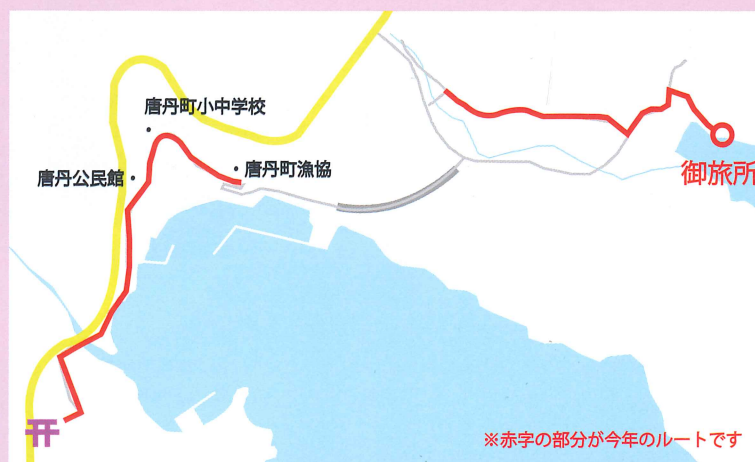 唐丹町小中学校
唐丹町漁協
唐丹公民館
御旅所
※赤字の部分が今年のルートです